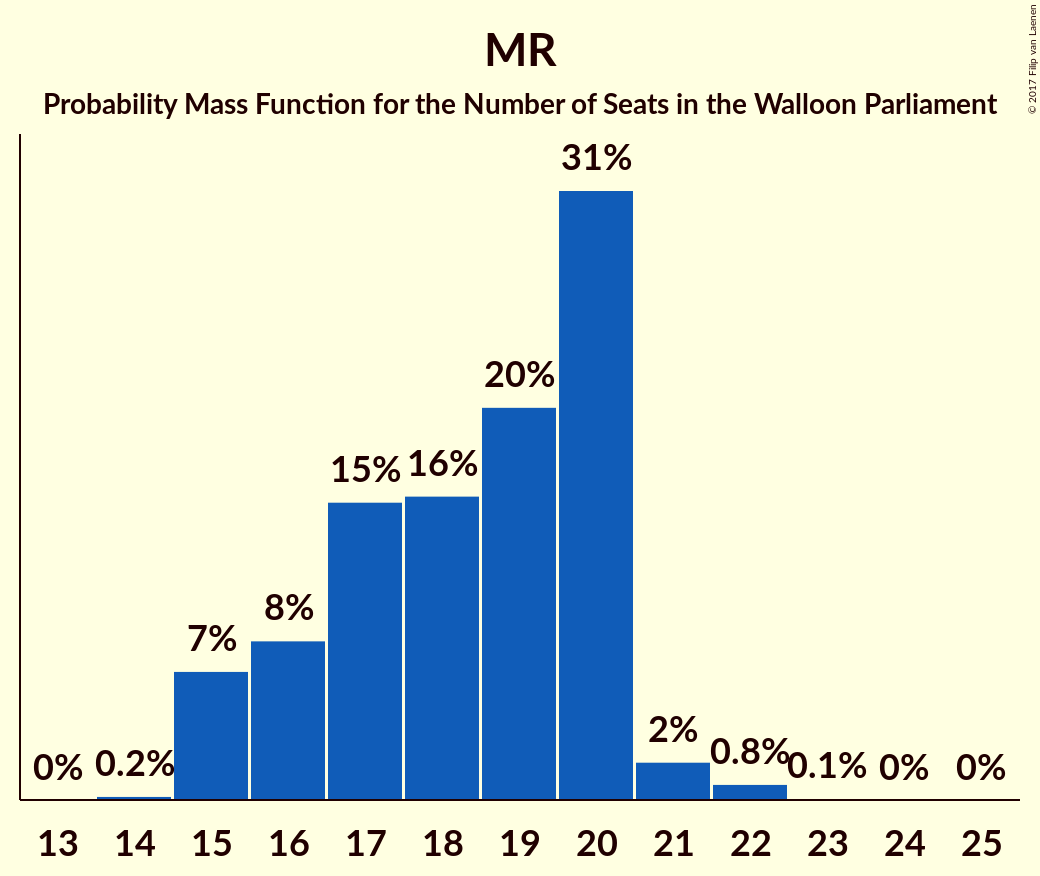 MR
Probability Mass Function for the Number of Seats in the Walloon Parliament
© 2017 Filip van Laenen
0% 0.2% 7% 8% 15% 16% 20% 31% 2% 0.8% 0.1% 0% 0%
13 14 15 16 17 18 19 20 21 22 23 24 25